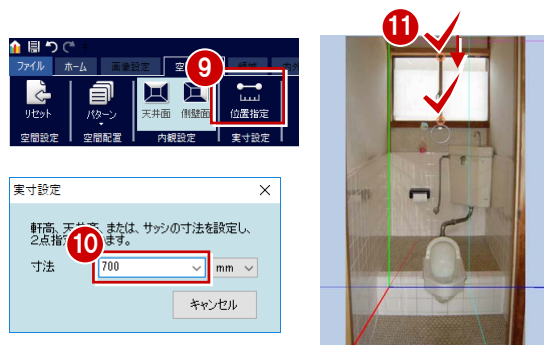 ファイル ホーム 画像設定 空
リセット パターン 天井面 側壁面 位置指定
空間設定 空間配置 内観設定 実寸設定
9
実寸設定
軒高、天井高、または、サッシの寸法を設定し、
2点指 ます。
10
寸法 700 mm
キャンセル
11